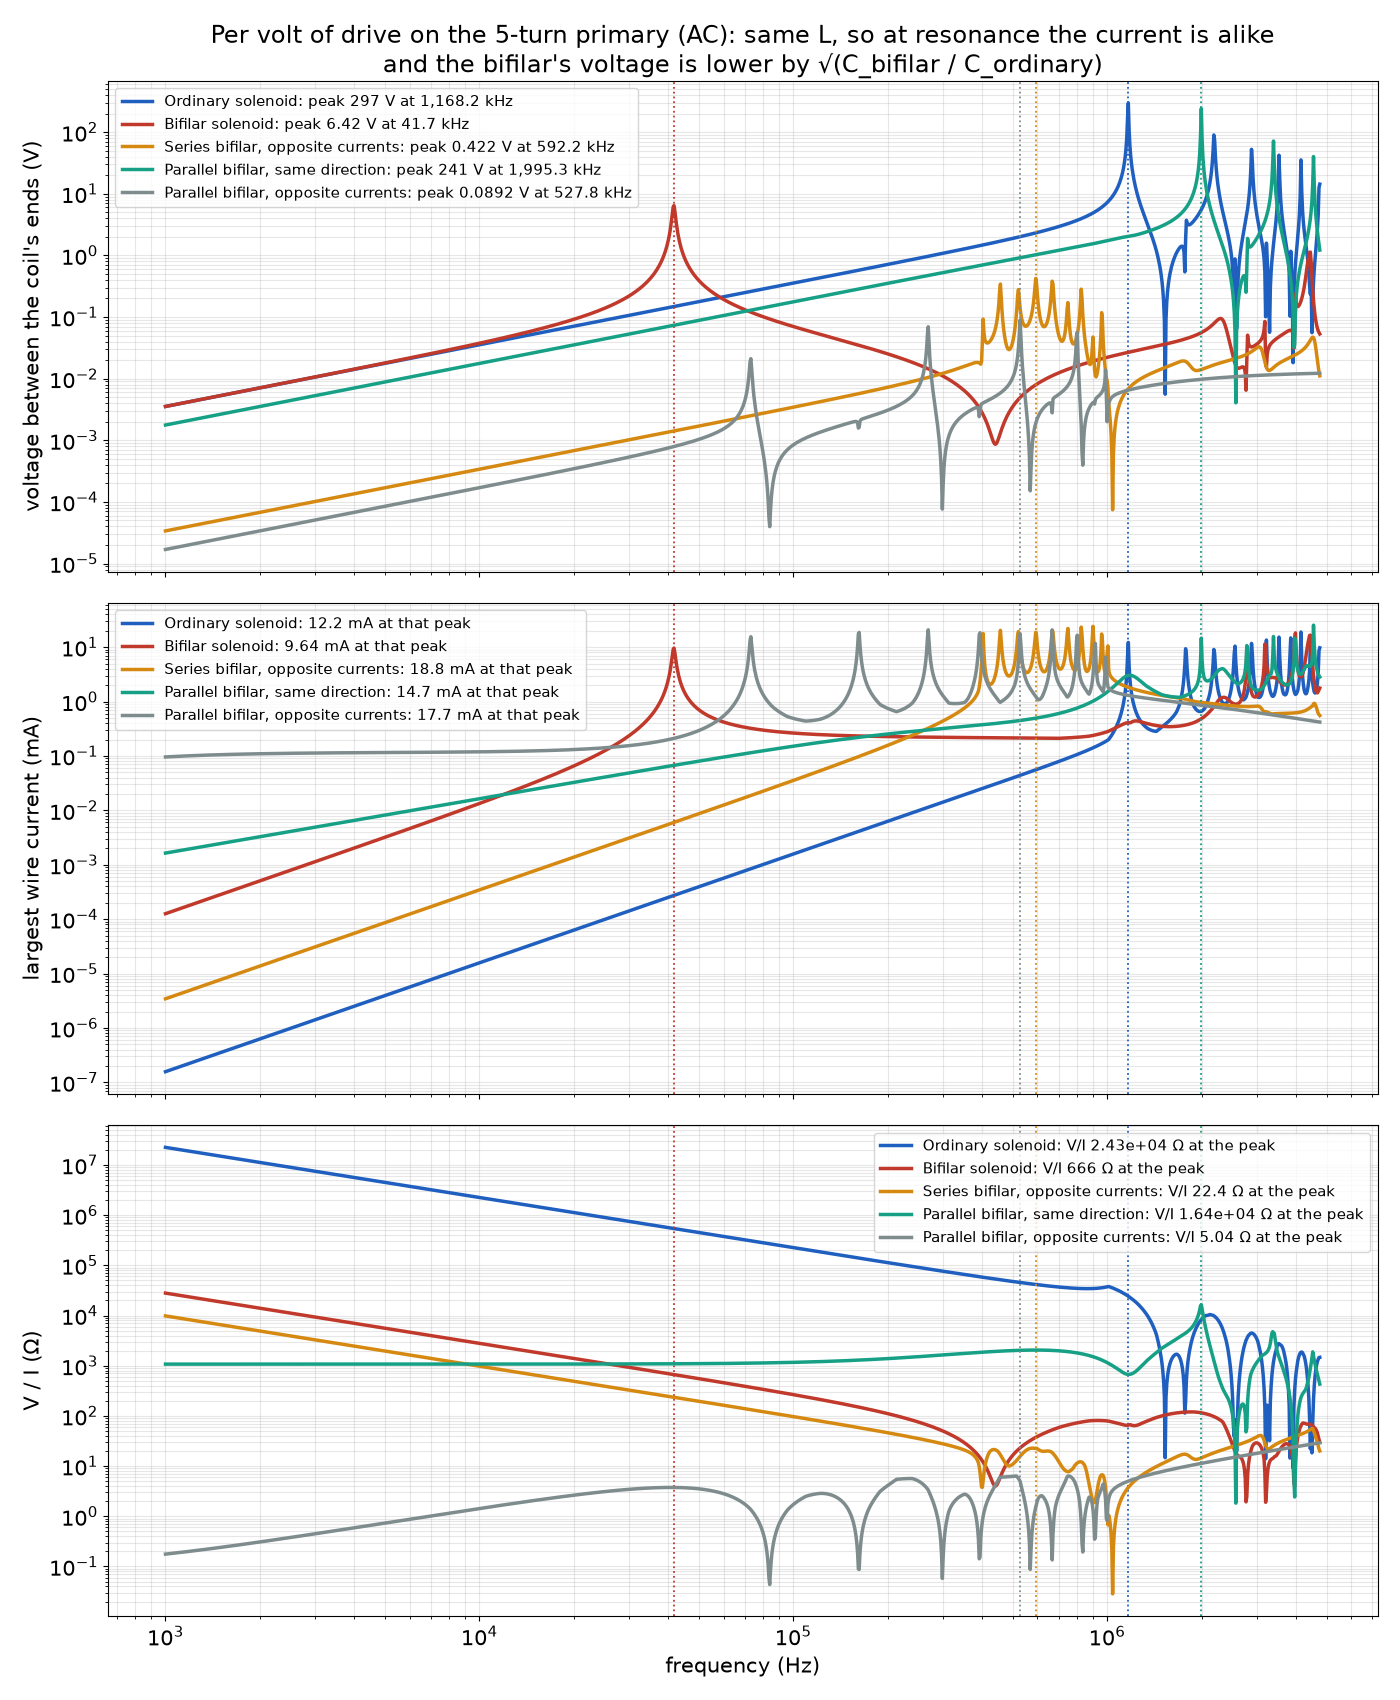 Per volt of drive on the 5-turn primary (AC): same L, so at resonance the current is alike
and the bifilar's voltage is lower by √(C_bifilar / C_ordinary)
voltage between the coil's ends (V)
10²
10¹
10⁰
10⁻¹
10⁻²
10⁻³
10⁻⁴
10⁻⁵
Ordinary solenoid: peak 297 V at 1,168.2 kHz
Bifilar solenoid: peak 6.42 V at 41.7 kHz
Series bifilar, opposite currents: peak 0.422 V at 592.2 kHz
Parallel bifilar, same direction: peak 241 V at 1,995.3 kHz
Parallel bifilar, opposite currents: peak 0.0892 V at 527.8 kHz
largest wire current (mA)
10¹
10⁰
10⁻¹
10⁻²
10⁻³
10⁻⁴
10⁻⁵
10⁻⁶
10⁻⁷
Ordinary solenoid: 12.2 mA at that peak
Bifilar solenoid: 9.64 mA at that peak
Series bifilar, opposite currents: 18.8 mA at that peak
Parallel bifilar, same direction: 14.7 mA at that peak
Parallel bifilar, opposite currents: 17.7 mA at that peak
V / I (Ω)
10⁷
10⁶
10⁵
10⁴
10³
10²
10¹
10⁰
10⁻¹
Ordinary solenoid: V/I 2.43e+04 Ω at the peak
Bifilar solenoid: V/I 666 Ω at the peak
Series bifilar, opposite currents: V/I 22.4 Ω at the peak
Parallel bifilar, same direction: V/I 1.64e+04 Ω at the peak
Parallel bifilar, opposite currents: V/I 5.04 Ω at the peak
10³ 10⁴ 10⁵ 10⁶
frequency (Hz)